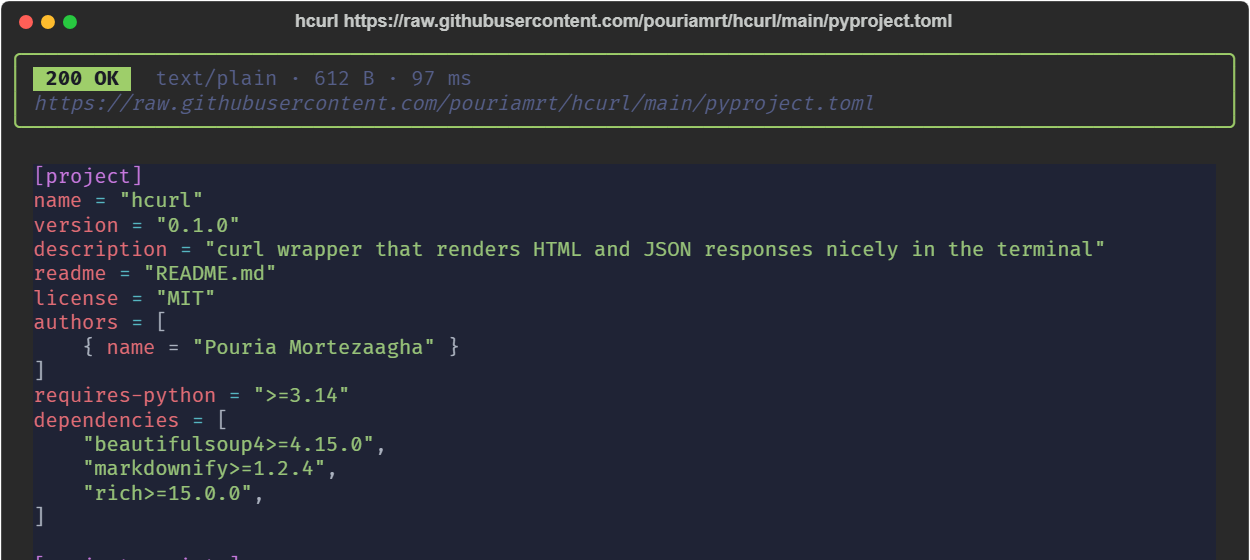 hcurl https://raw.githubusercontent.com/pouriamrt/hcurl/main/pyproject.toml
200 OK  text/plain · 612 B · 97 ms
https://raw.githubusercontent.com/pouriamrt/hcurl/main/pyproject.toml
[project]
name = "hcurl"
version = "0.1.0"
description = "curl wrapper that renders HTML and JSON responses nicely in the terminal"
readme = "README.md"
license = "MIT"
authors = [
    { name = "Pouria Mortezaagha" }
]
requires-python = ">=3.14"
dependencies = [
    "beautifulsoup4>=4.15.0",
    "markdownify>=1.2.4",
    "rich>=15.0.0",
]